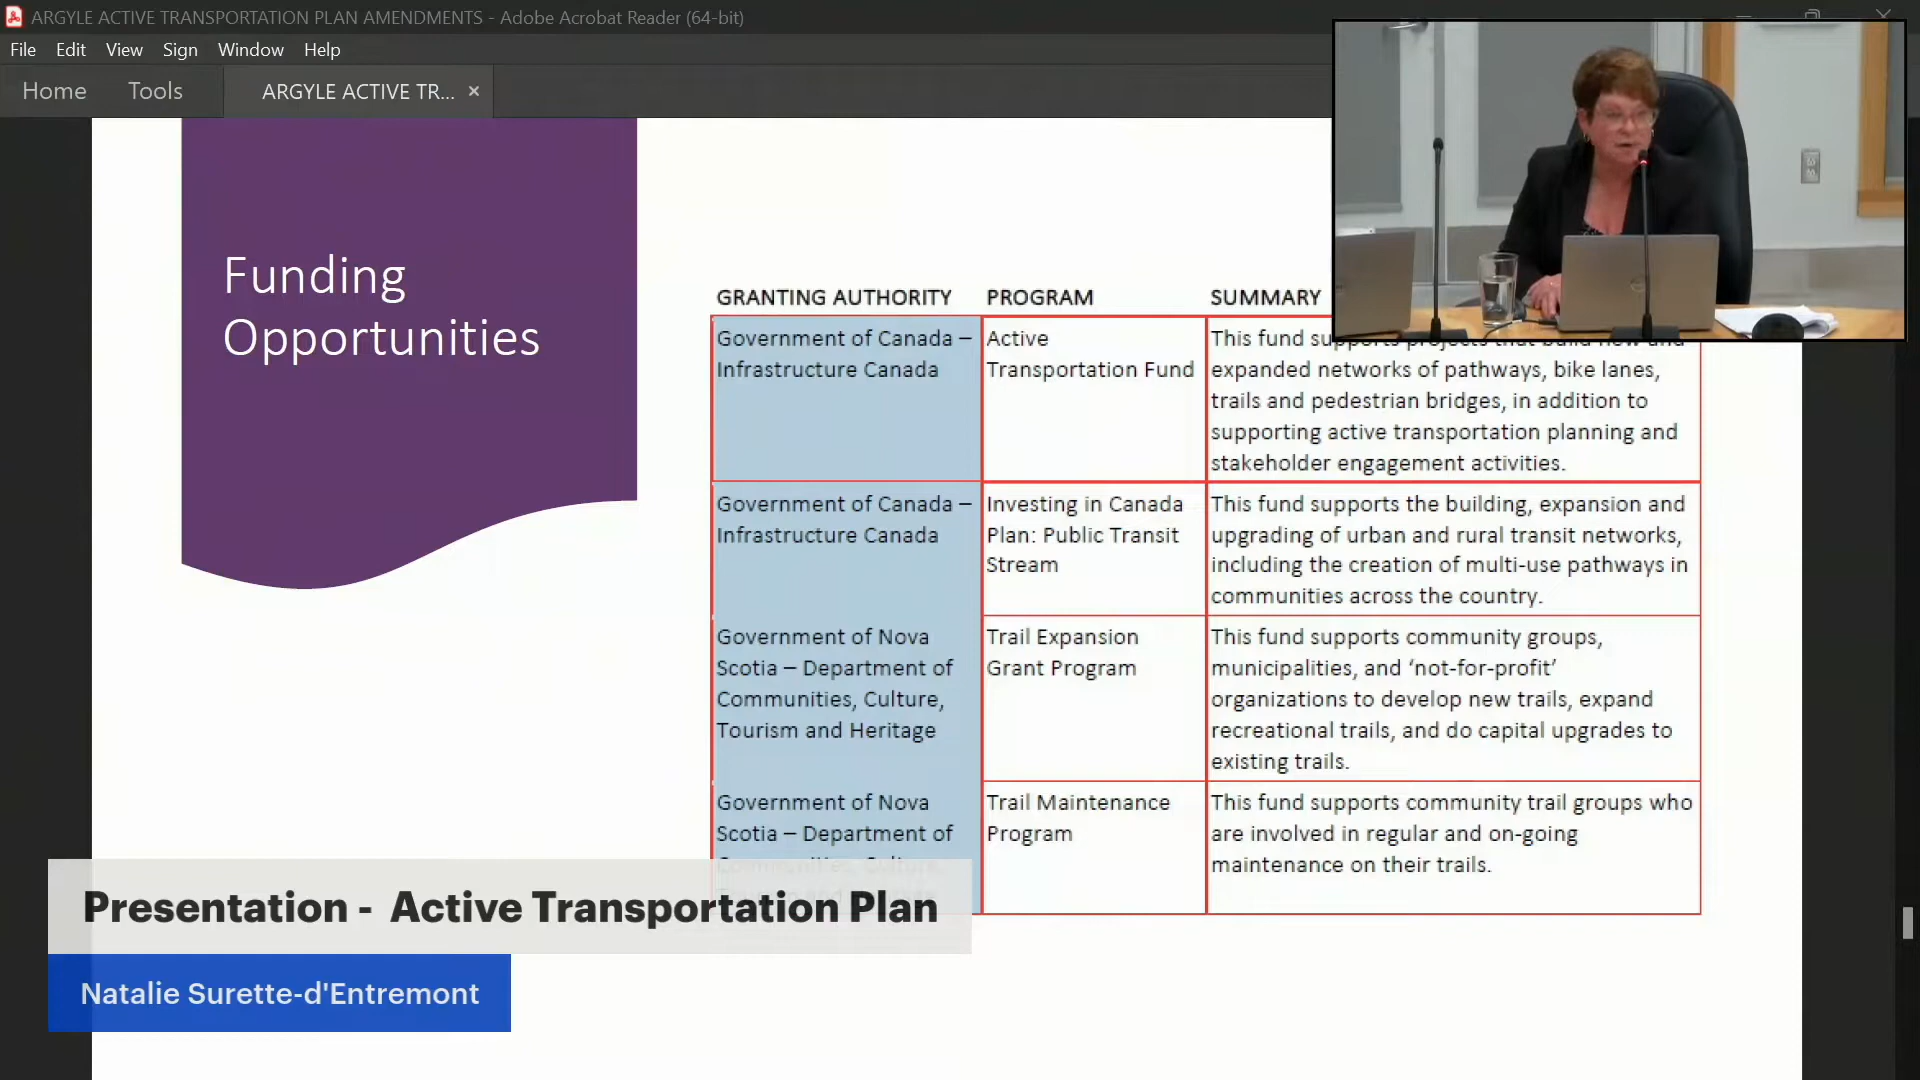 ARGYLE ACTIVE TRANSPORTATION PLAN AMENDMENTS - Adobe Acrobat Reader (64-bit)
File Edit View Sign Window Help
Home Tools ARGYLE ACTIVE TR... ×
Funding
Opportunities
GRANTING AUTHORITY PROGRAM SUMMARY
Government of Canada –
Infrastructure Canada
Active
Transportation Fund
This fund supports projects that build new and
expanded networks of pathways, bike lanes,
trails and pedestrian bridges, in addition to
supporting active transportation planning and
stakeholder engagement activities.
Government of Canada –
Infrastructure Canada
Investing in Canada
Plan: Public Transit
Stream
This fund supports the building, expansion and
upgrading of urban and rural transit networks,
including the creation of multi-use pathways in
communities across the country.
Government of Nova
Scotia – Department of
Communities, Culture,
Tourism and Heritage
Trail Expansion
Grant Program
This fund supports community groups,
municipalities, and ‘not-for-profit’
organizations to develop new trails, expand
recreational trails, and do capital upgrades to
existing trails.
Government of Nova
Scotia – Department of
Trail Maintenance
Program
This fund supports community trail groups who
are involved in regular and on-going
maintenance on their trails.
Presentation - Active Transportation Plan
Natalie Surette-d'Entremont